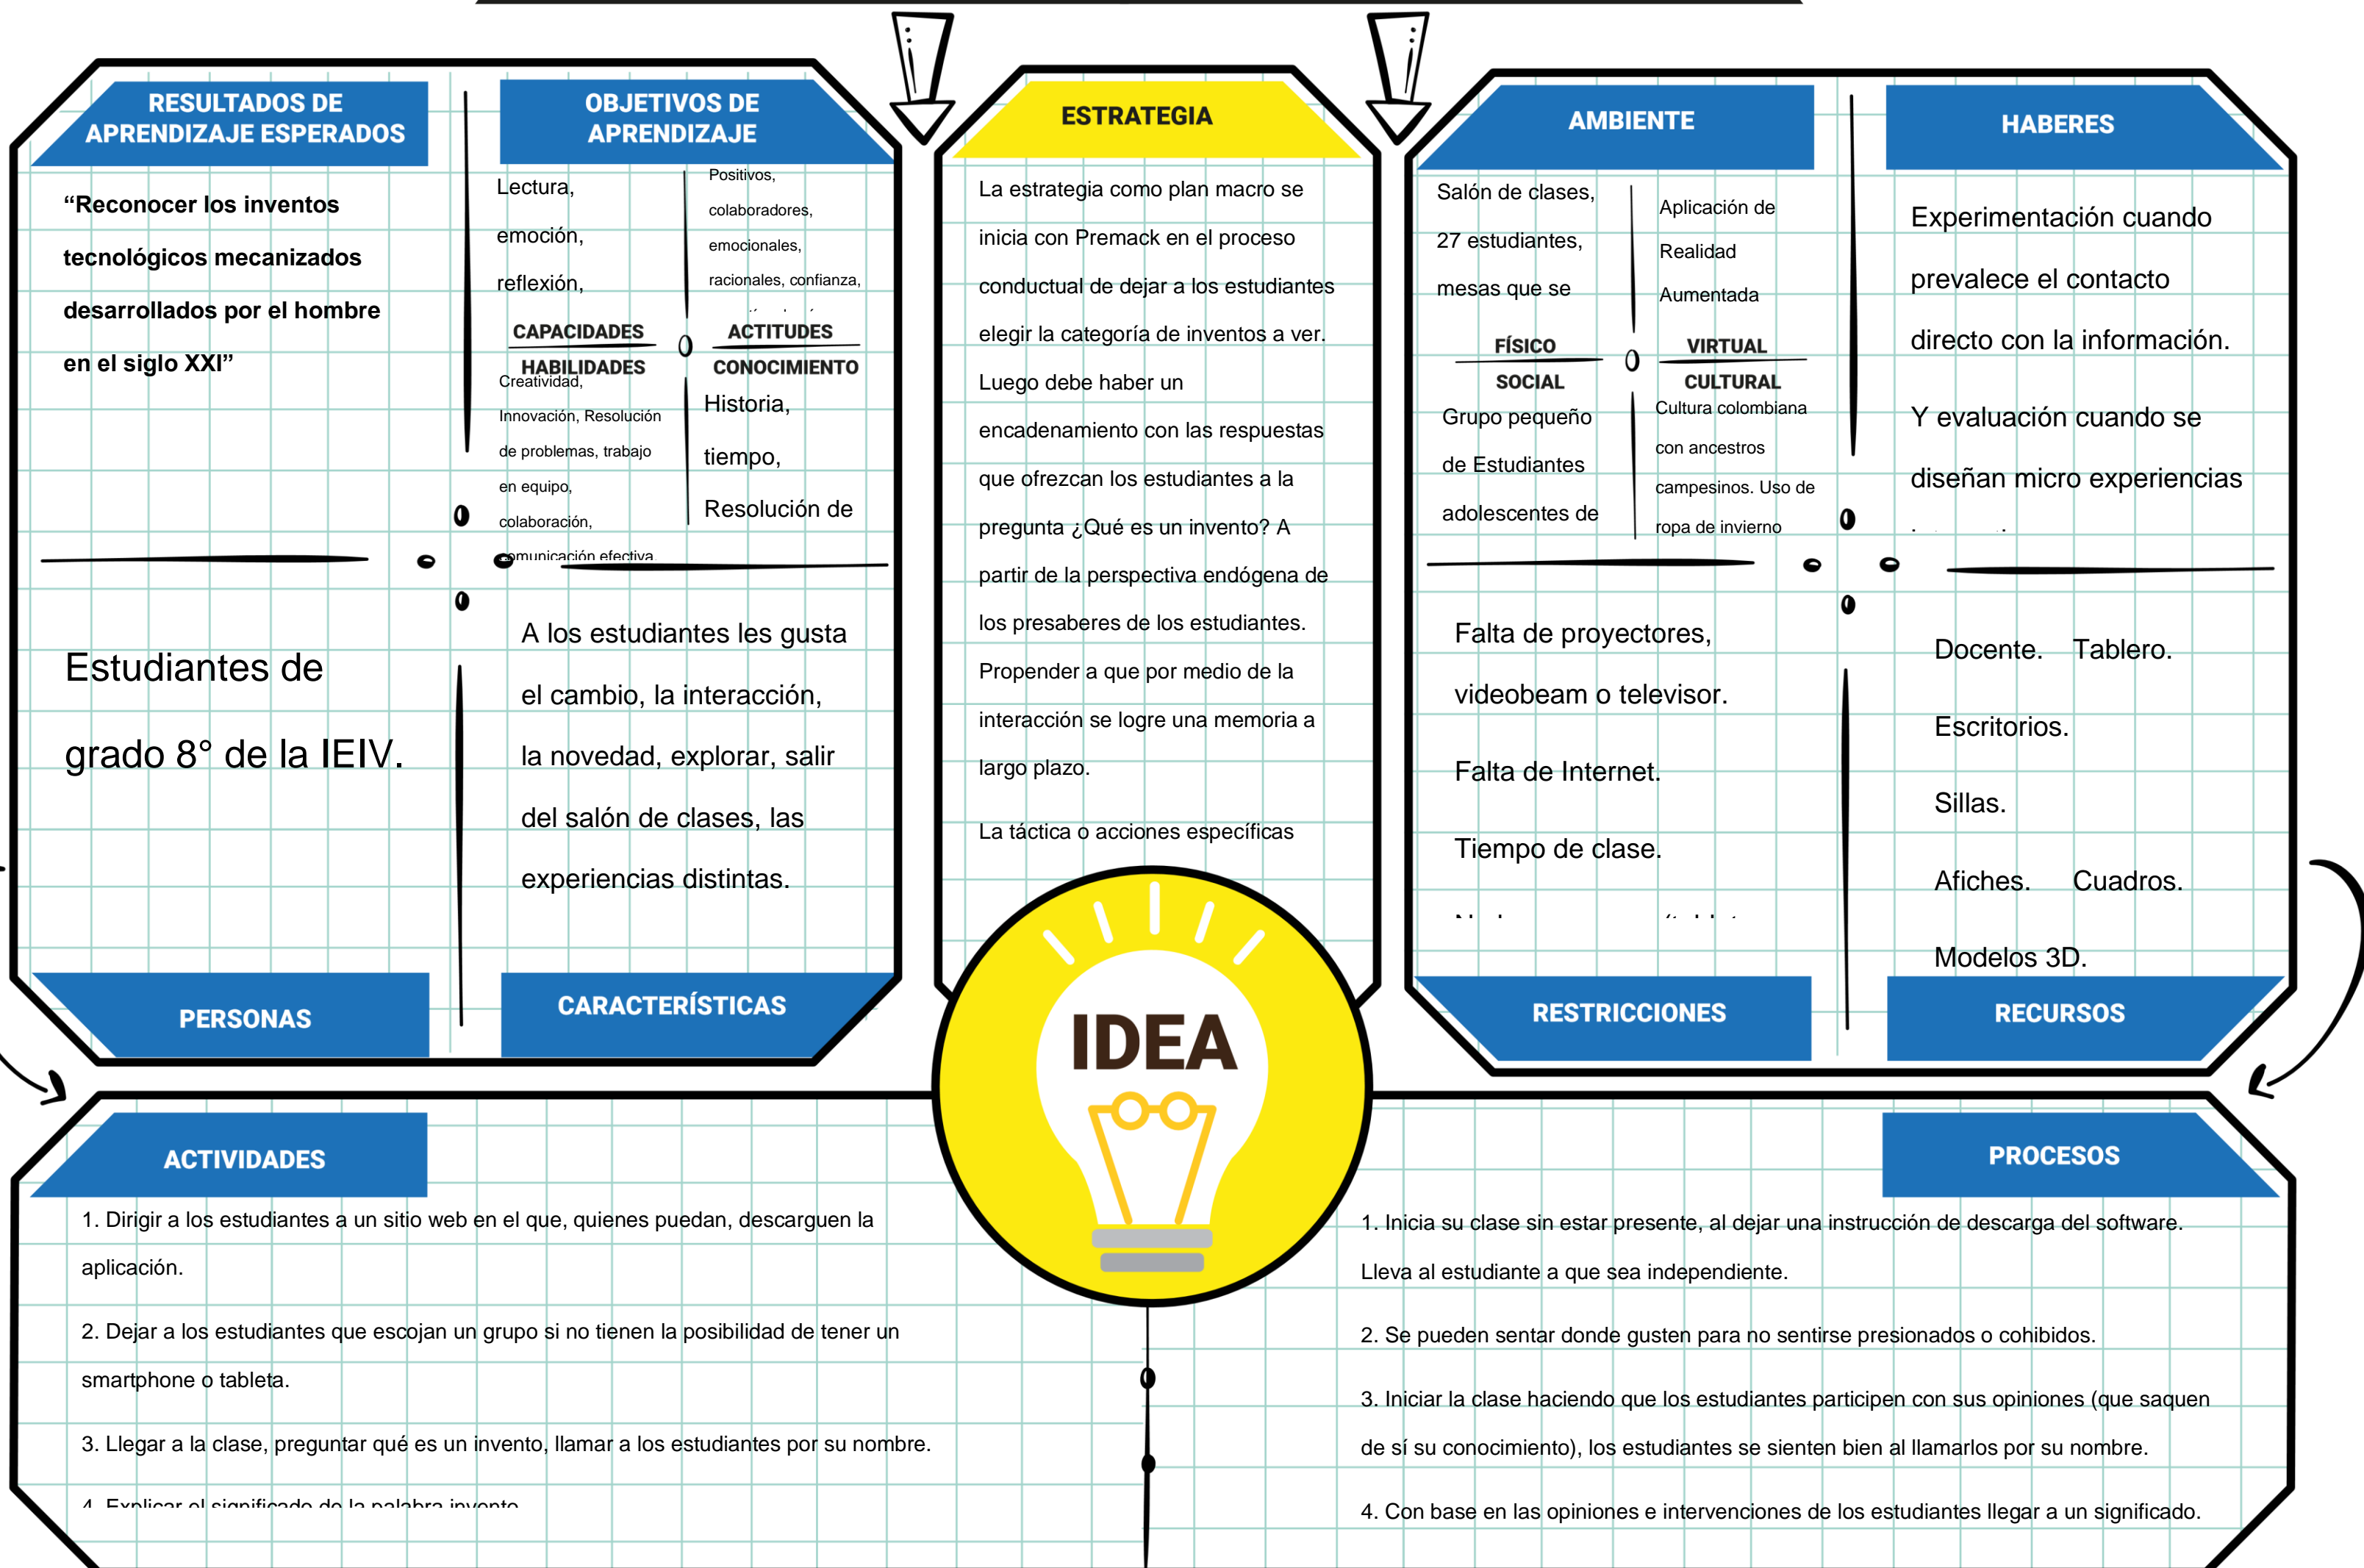 RESULTADOS DE
APRENDIZAJE ESPERADOS
“Reconocer los inventos
tecnológicos mecanizados
desarrollados por el hombre
en el siglo XXI”
OBJETIVOS DE
APRENDIZAJE
Lectura,
emoción,
reflexión,
Positivos,
colaboradores,
emocionales,
racionales, confianza,
CAPACIDADES
ACTITUDES
HABILIDADES
CONOCIMIENTO
Creatividad,
Innovación, Resolución
de problemas, trabajo
en equipo,
colaboración,
comunicación efectiva.
Historia,
tiempo,
Resolución de
Estudiantes de
grado 8° de la IEIV.
PERSONAS
A los estudiantes les gusta
el cambio, la interacción,
la novedad, explorar, salir
del salón de clases, las
experiencias distintas.
CARACTERÍSTICAS
ESTRATEGIA
La estrategia como plan macro se
inicia con Premack en el proceso
conductual de dejar a los estudiantes
elegir la categoría de inventos a ver.
Luego debe haber un
encadenamiento con las respuestas
que ofrezcan los estudiantes a la
pregunta ¿Qué es un invento? A
partir de la perspectiva endógena de
los presaberes de los estudiantes.
Propender a que por medio de la
interacción se logre una memoria a
largo plazo.
La táctica o acciones específicas
IDEA
AMBIENTE
Salón de clases,
27 estudiantes,
mesas que se
Aplicación de
Realidad
Aumentada
FÍSICO
VIRTUAL
SOCIAL
CULTURAL
Grupo pequeño
de Estudiantes
adolescentes de
Cultura colombiana
con ancestros
campesinos. Uso de
ropa de invierno
HABERES
Experimentación cuando
prevalece el contacto
directo con la información.
Y evaluación cuando se
diseñan micro experiencias
Falta de proyectores,
videobeam o televisor.
Falta de Internet.
Tiempo de clase.
RESTRICCIONES
Docente. Tablero.
Escritorios.
Sillas.
Afiches. Cuadros.
Modelos 3D.
RECURSOS
ACTIVIDADES
1. Dirigir a los estudiantes a un sitio web en el que, quienes puedan, descarguen la
aplicación.
2. Dejar a los estudiantes que escojan un grupo si no tienen la posibilidad de tener un
smartphone o tableta.
3. Llegar a la clase, preguntar qué es un invento, llamar a los estudiantes por su nombre.
4. Explicar el significado de la palabra invento
PROCESOS
1. Inicia su clase sin estar presente, al dejar una instrucción de descarga del software.
Lleva al estudiante a que sea independiente.
2. Se pueden sentar donde gusten para no sentirse presionados o cohibidos.
3. Iniciar la clase haciendo que los estudiantes participen con sus opiniones (que saquen
de sí su conocimiento), los estudiantes se sienten bien al llamarlos por su nombre.
4. Con base en las opiniones e intervenciones de los estudiantes llegar a un significado.